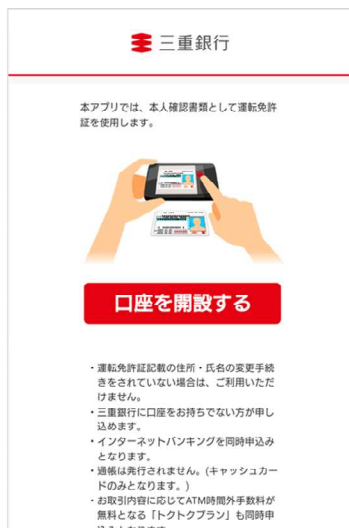 三重銀行
本アプリでは、本人確認書類として運転免許
証を使用します。
口座を開設する
・運転免許証記載の住所・氏名の変更手続
きをされていない場合は、ご利用いただ
けません。
・三重銀行に口座をお持ちでない方が申し
込めます。
・インターネットバンキングを同時申込み
となります。
・通帳は発行されません。(キャッシュカー
ドのみとなります。)
・お取引内容に応じてATM時間外手数料が
無料となる「トクトクプラン」も同時申